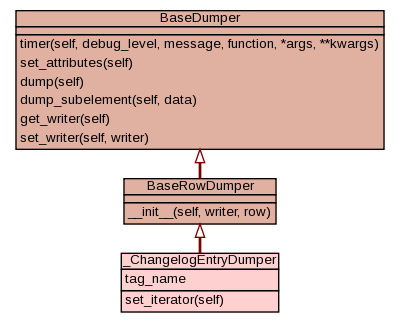 BaseDumper
timer(self, debug_level, message, function, *args, **kwargs)
set_attributes(self)
dump(self)
dump_subelement(self, data)
get_writer(self)
set_writer(self, writer)
BaseRowDumper
__init__(self, writer, row)
_ChangelogEntryDumper
tag_name
set_iterator(self)